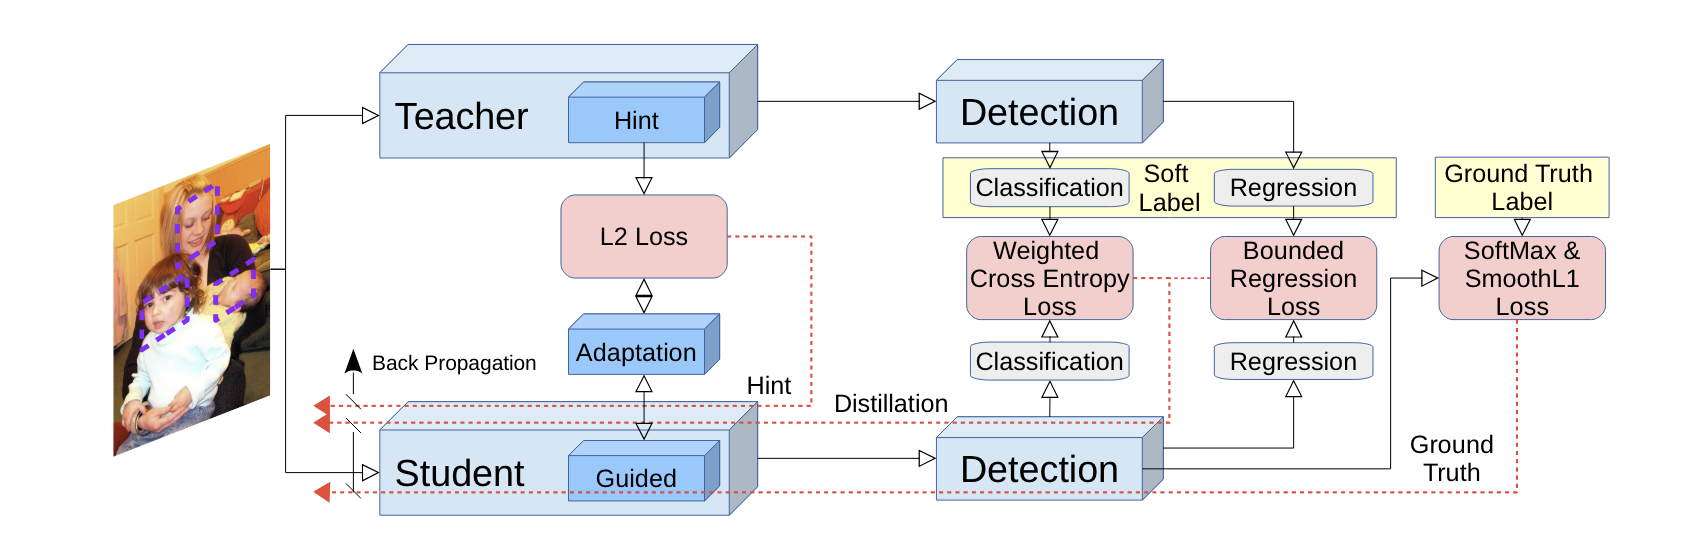 Teacher
Hint
Detection
Classification
Soft
Label
Regression
Ground Truth
Label
L2 Loss
Weighted
Cross Entropy
Loss
Bounded
Regression
Loss
SoftMax &
SmoothL1
Loss
Adaptation
Back Propagation
Classification
Regression
Hint
Distillation
Student
Guided
Detection
Ground
Truth